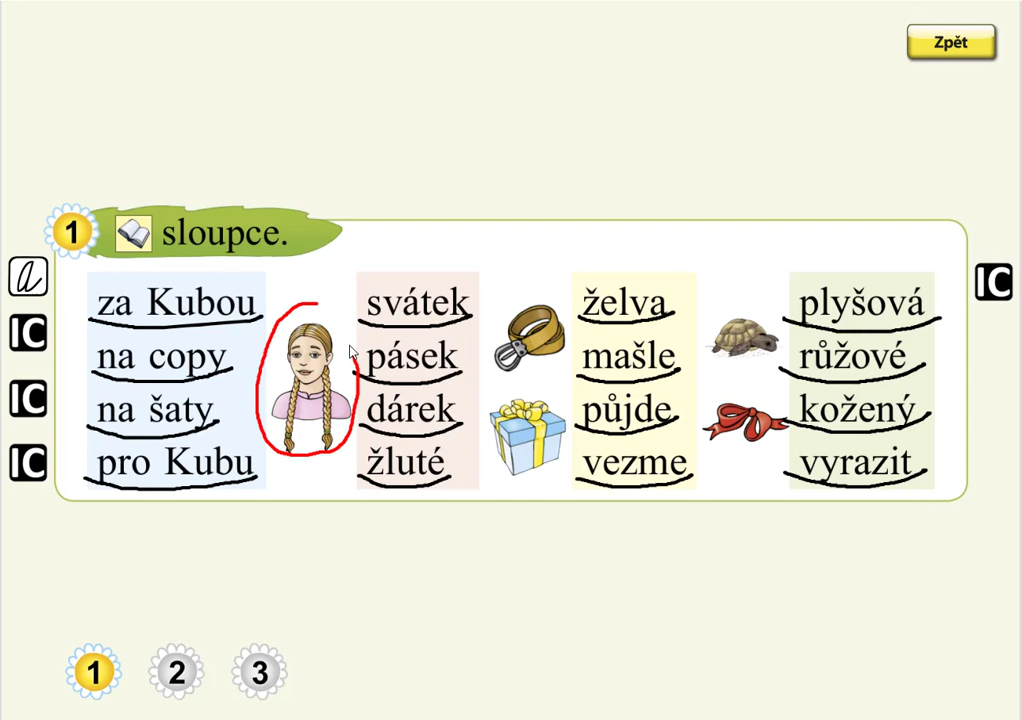 Zpět
1 sloupce.
a
IC
IC
IC
IC
za Kubou
na copy
na šaty
pro Kubu
svátek
pásek
dárek
žluté
želva
mašle
půjde
vezme
plyšová
růžové
kožený
vyrazit
1 2 3